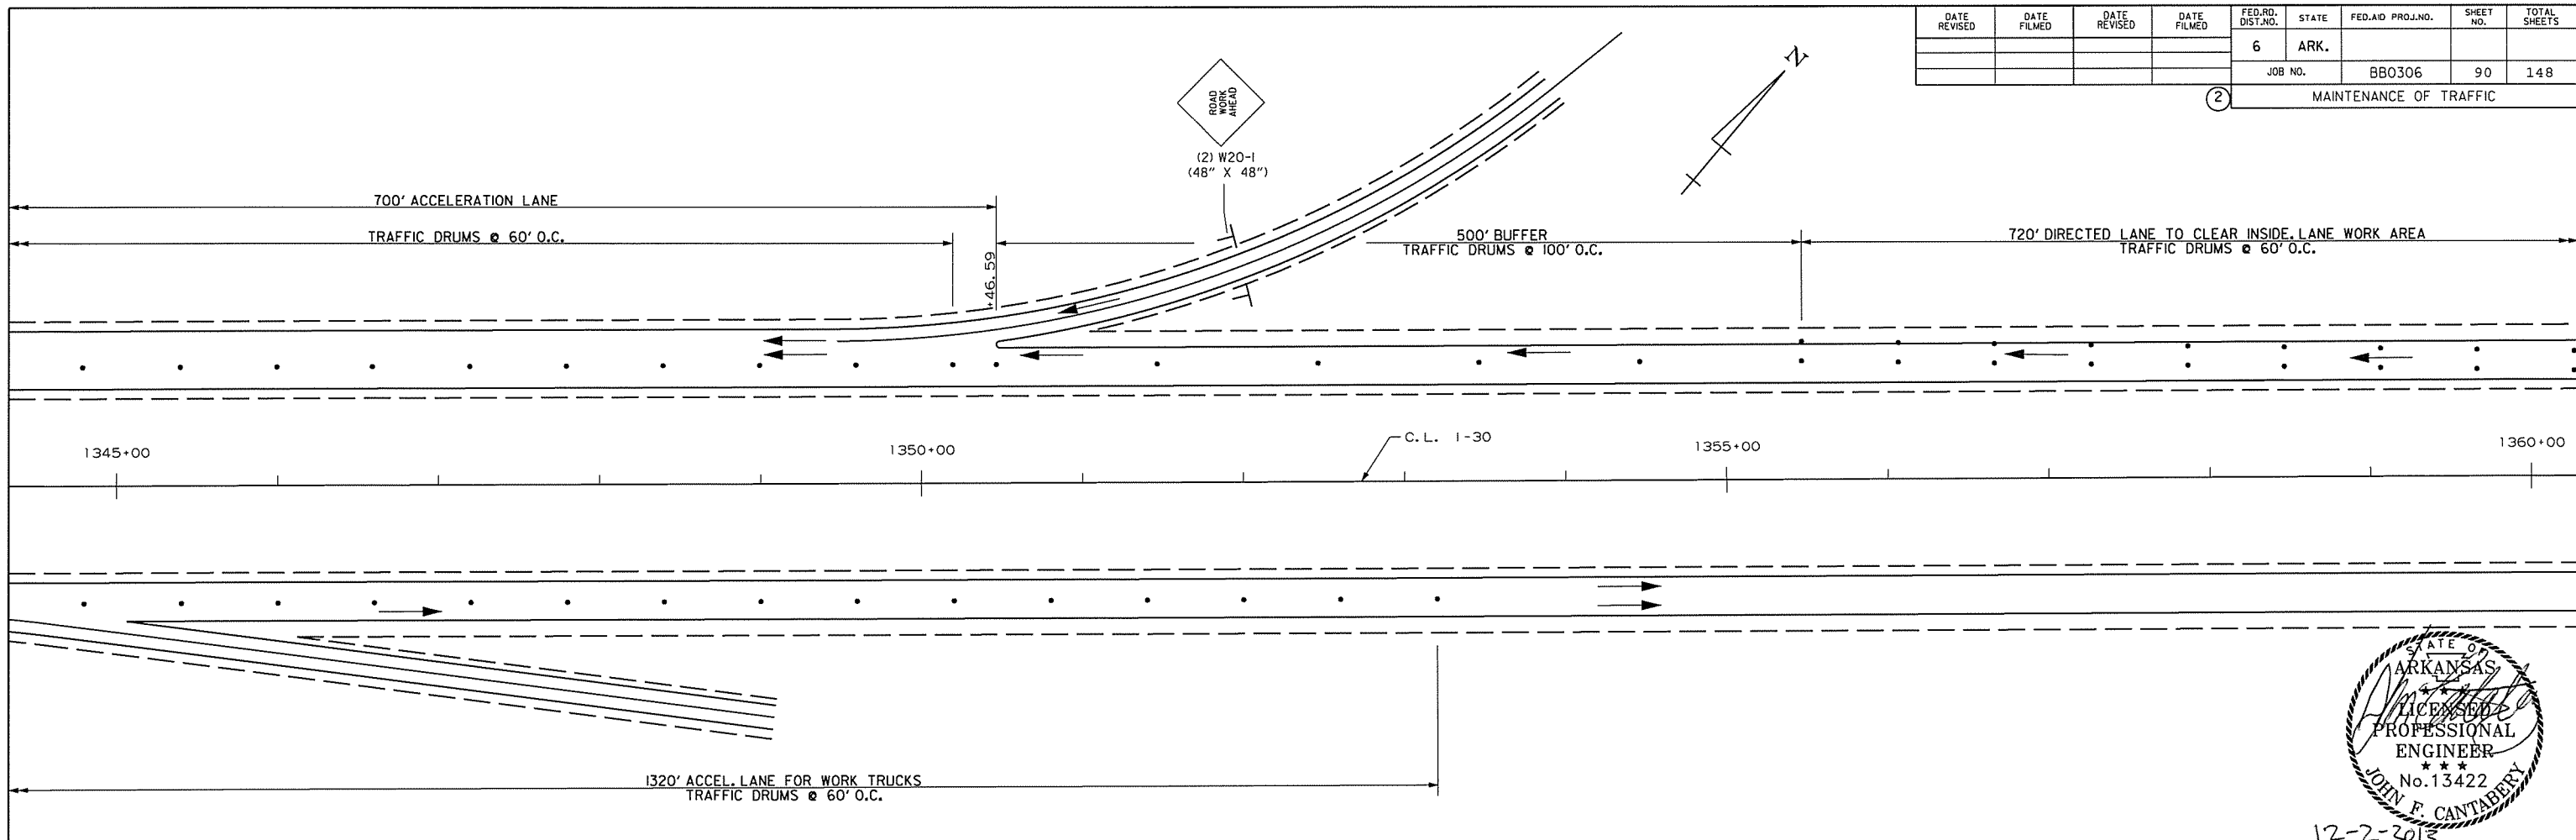 DATE REVISED
DATE FILMED
DATE REVISED
DATE FILMED
FED.RD. DIST.NO.
STATE
FED.AID PROJ.NO.
SHEET NO.
TOTAL SHEETS
6
ARK.
JOB NO.
BB0306
90
148
2
MAINTENANCE OF TRAFFIC
N
ROAD
WORK
AHEAD
(2) W20-1
(48" X 48")
700' ACCELERATION LANE
TRAFFIC DRUMS @ 60' O.C.
+46.59
500' BUFFER
TRAFFIC DRUMS @ 100' O.C.
720' DIRECTED LANE TO CLEAR INSIDE. LANE WORK AREA
TRAFFIC DRUMS @ 60' O.C.
1345+00
1350+00
C.L. I-30
1355+00
1360+00
1320' ACCEL. LANE FOR WORK TRUCKS
TRAFFIC DRUMS @ 60' O.C.
STATE OF
ARKANSAS
★ ★ ★
LICENSED
PROFESSIONAL
ENGINEER
★ ★ ★
No.13422
JOHN F. CANTABERY
12-2-2013